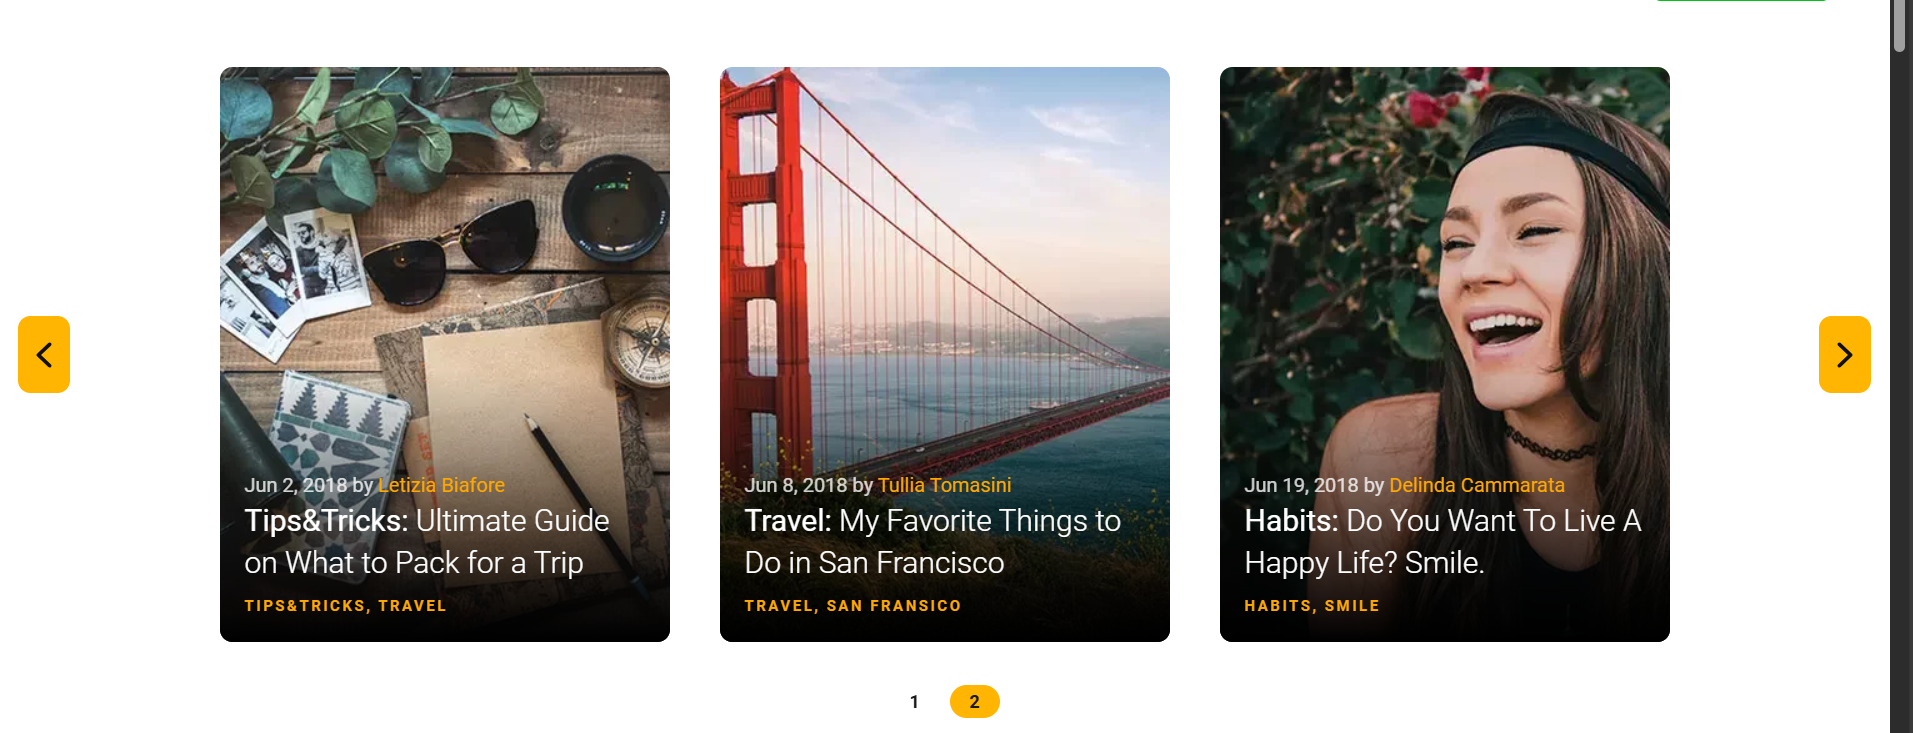 Jun 2, 2018 by Letizia Biafore
Tips&Tricks: Ultimate Guide
on What to Pack for a Trip
TIPS&TRICKS, TRAVEL
Jun 8, 2018 by Tullia Tomasini
Travel: My Favorite Things to
Do in San Francisco
TRAVEL, SAN FRANSICO
Jun 19, 2018 by Delinda Cammarata
Habits: Do You Want To Live A
Happy Life? Smile.
HABITS, SMILE
1 2